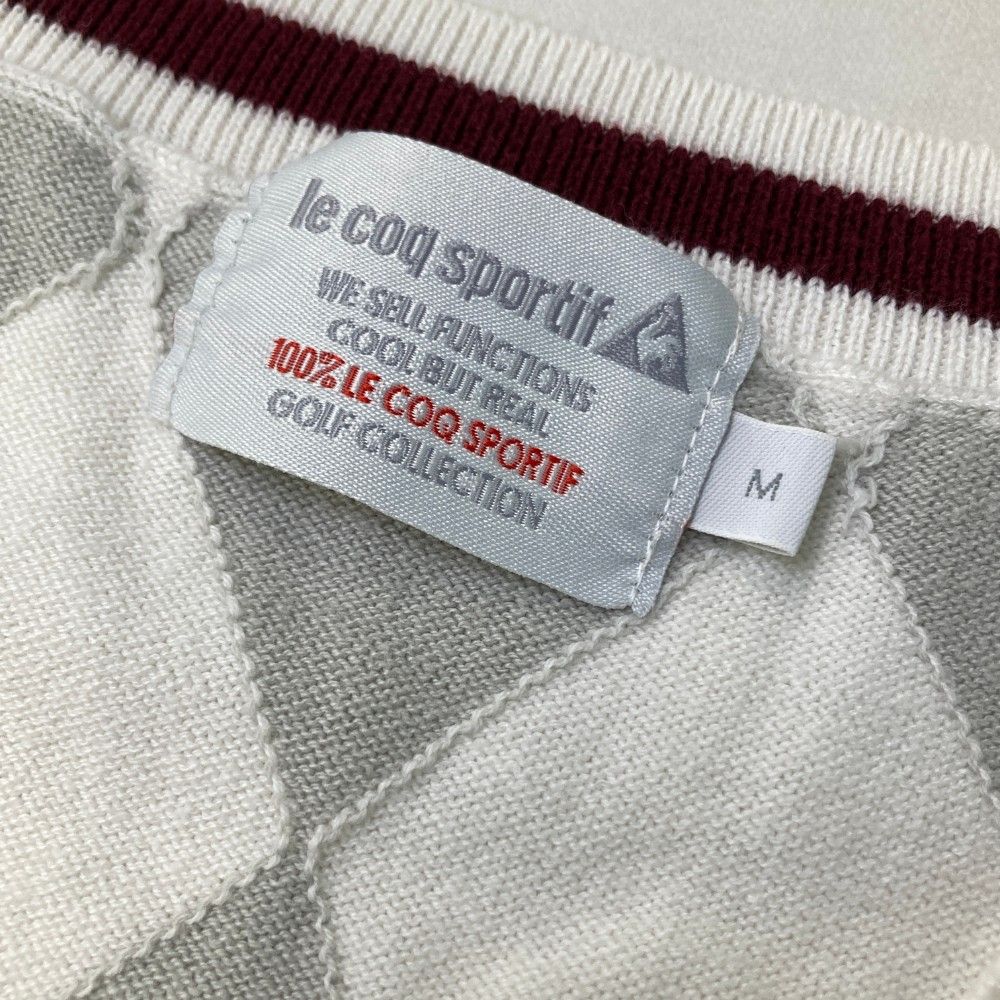 le coq sportif
WE SELL FUNCTIONS
COOL BUT REAL
100% LE COQ SPORTIF
GOLF COLLECTION
M